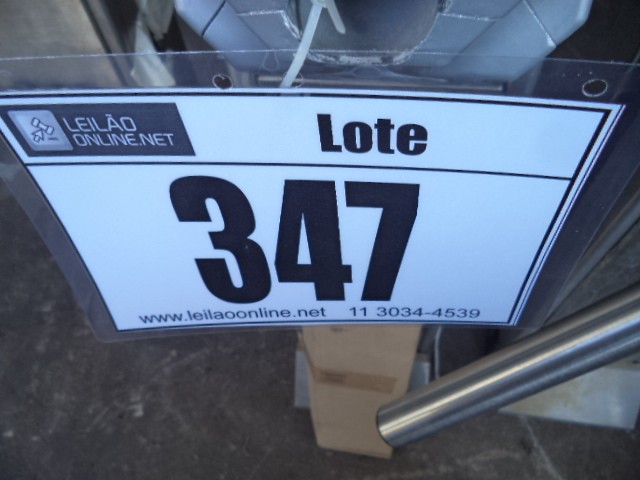 LEILÃO
ONLINE.NET
Lote
347
www.leilaoonline.net 11 3034-4539